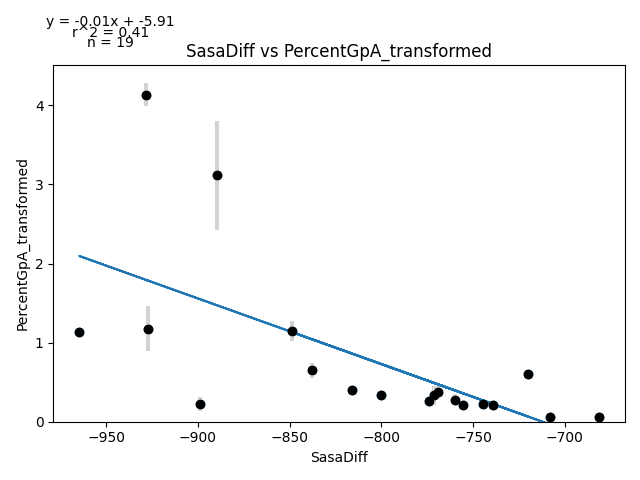 y = -0.01x + -5.91
r^2 = 0.41
n = 19
SasaDiff vs PercentGpA_transformed
PercentGpA_transformed
4
3
2
1
0
−950
−900
−850
−800
−750
−700
SasaDiff